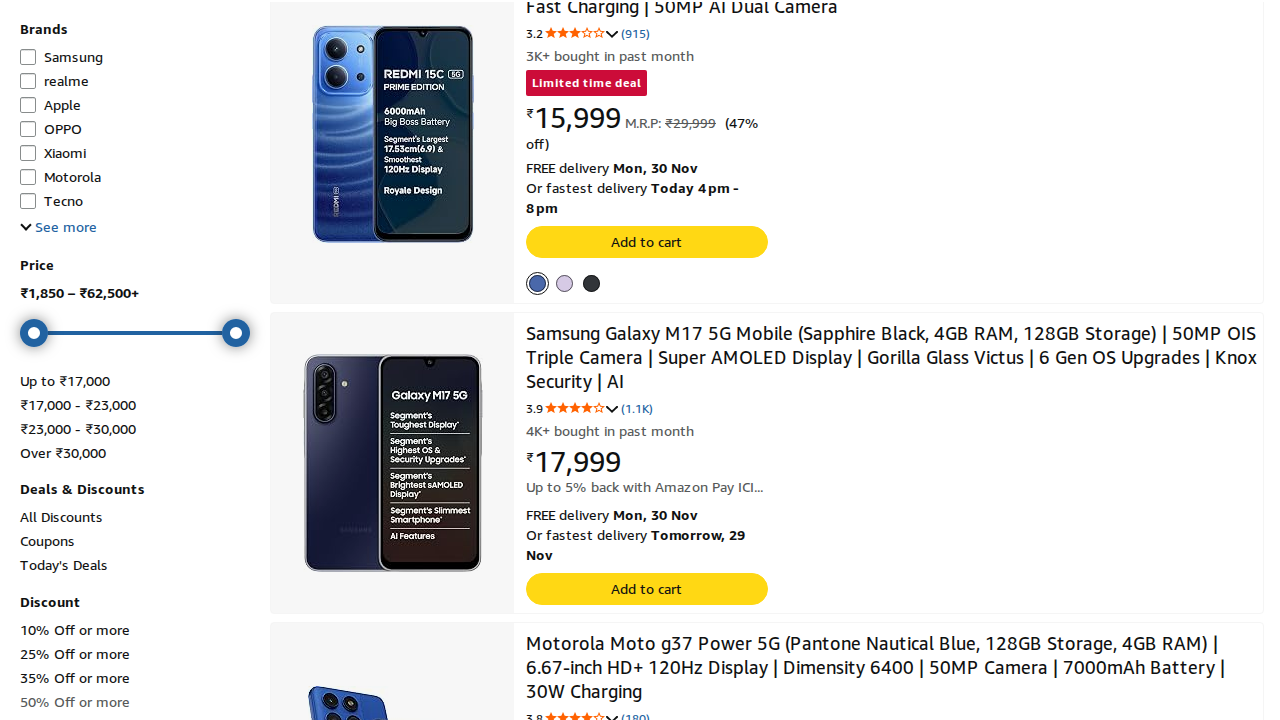 Brands
Samsung
realme
Apple
OPPO
Xiaomi
Motorola
Tecno
See more
Price
₹1,850 – ₹62,500+
Up to ₹17,000
₹17,000 - ₹23,000
₹23,000 - ₹30,000
Over ₹30,000
Deals & Discounts
All Discounts
Coupons
Today's Deals
Discount
10% Off or more
25% Off or more
35% Off or more
50% Off or more
REDMI 15C 5G
PRIME EDITION
6000mAh
Big Boss Battery
Segment's Largest
17.53cm(6.9) &
Smoothest
120Hz Display
Royale Design
REDMI
Fast Charging | 50MP AI Dual Camera
3.2 (915)
3K+ bought in past month
Limited time deal
₹15,999 M.R.P: ₹29,999 (47%
off)
FREE delivery Mon, 30 Nov
Or fastest delivery Today 4 pm -
8 pm
Add to cart
Galaxy M17 5G
Segment's
Toughest Display*
Segment's
Highest OS &
Security Upgrades*
Segment's
Brightest sAMOLED
Display*
Segment's Slimmest
Smartphone*
AI Features
SAMSUNG
Samsung Galaxy M17 5G Mobile (Sapphire Black, 4GB RAM, 128GB Storage) | 50MP OIS
Triple Camera | Super AMOLED Display | Gorilla Glass Victus | 6 Gen OS Upgrades | Knox
Security | AI
3.9 (1.1K)
4K+ bought in past month
₹17,999
Up to 5% back with Amazon Pay ICI...
FREE delivery Mon, 30 Nov
Or fastest delivery Tomorrow, 29
Nov
Add to cart
Motorola Moto g37 Power 5G (Pantone Nautical Blue, 128GB Storage, 4GB RAM) |
6.67-inch HD+ 120Hz Display | Dimensity 6400 | 50MP Camera | 7000mAh Battery |
30W Charging
3.8 (180)